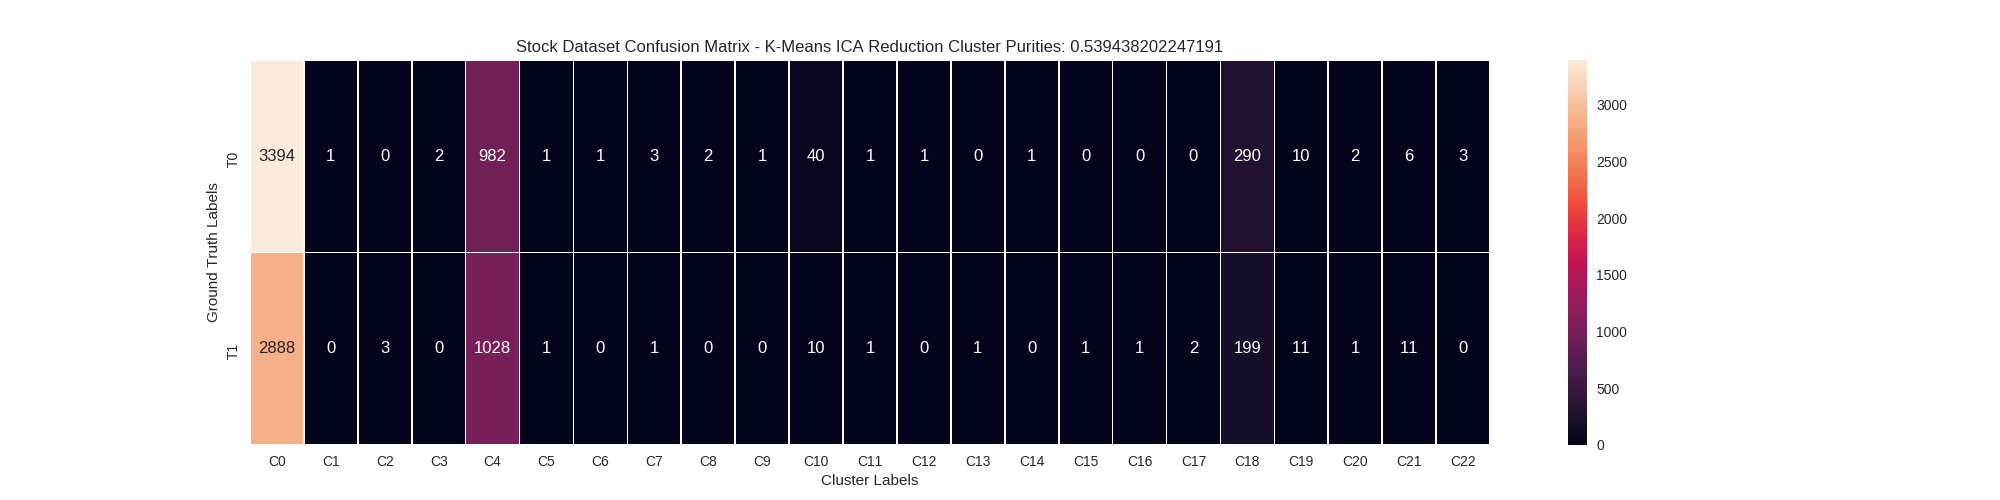 Stock Dataset Confusion Matrix - K-Means ICA Reduction Cluster Purities: 0.539438202247191
Ground Truth Labels
T0
3394 1 0 2 982 1 1 3 2 1 40 1 1 0 1 0 0 0 290 10 2 6 3
T1
2888 0 3 0 1028 1 0 1 0 0 10 1 0 1 0 1 1 2 199 11 1 11 0
C0 C1 C2 C3 C4 C5 C6 C7 C8 C9 C10 C11 C12 C13 C14 C15 C16 C17 C18 C19 C20 C21 C22
Cluster Labels
3000
2500
2000
1500
1000
500
0